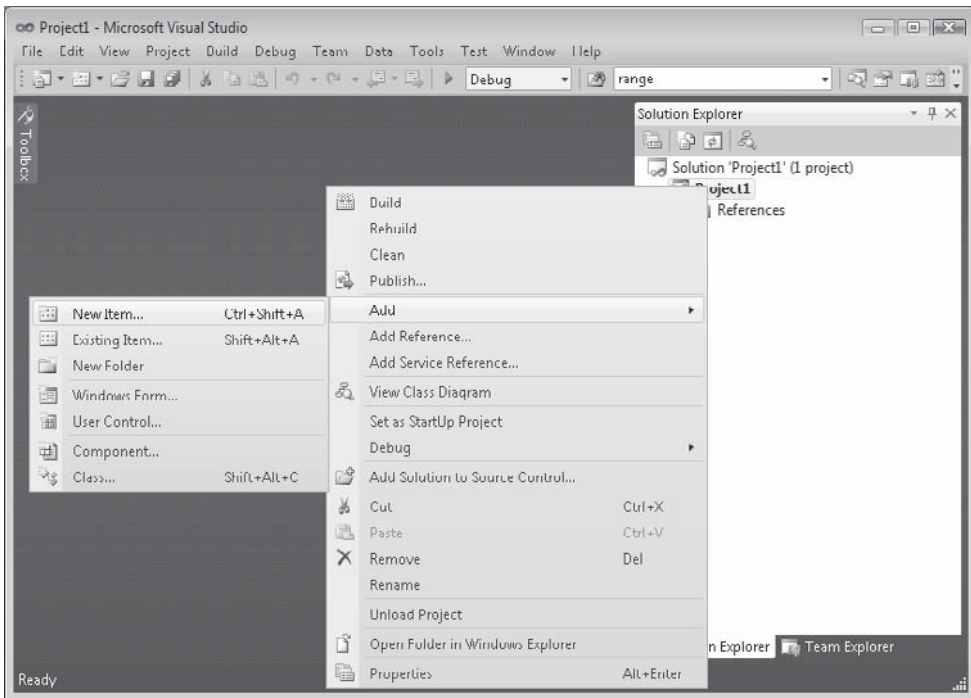 Project1 - Microsoft Visual Studio
File Edit View Project Build Debug Team Data Tools Test Window Help
Debug range
Toolbox
Solution Explorer
Solution 'Project1' (1 project)
Project1
References
Build
Rebuild
Clean
Publish...
Add
Add Reference...
Add Service Reference...
View Class Diagram
Set as StartUp Project
Debug
Add Solution to Source Control...
Cut Ctrl+X
Paste Ctrl+V
Remove Del
Rename
Unload Project
Open Folder in Windows Explorer
Properties Alt+Enter
New Item... Ctrl+Shift+A
Existing Item... Shift+Alt+A
New Folder
Windows Form...
User Control...
Component...
Class... Shift+Alt+C
n Explorer Team Explorer
Ready